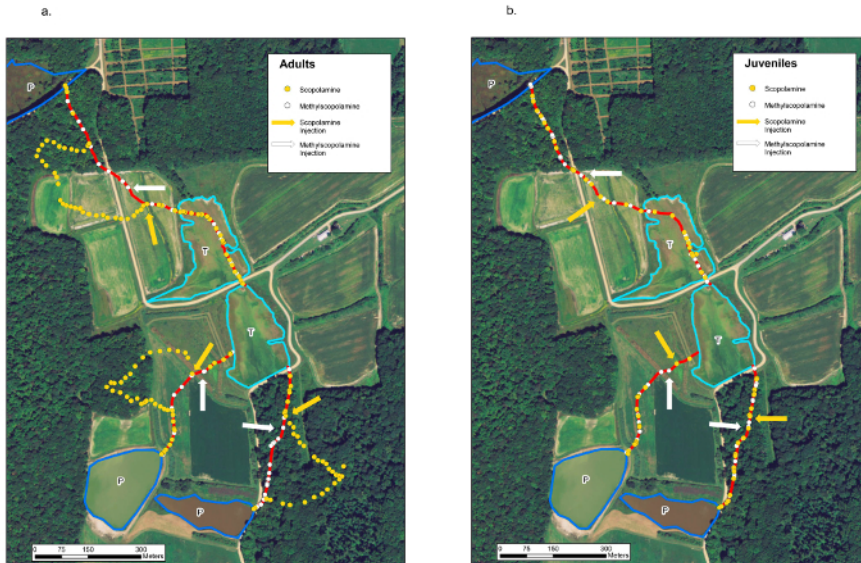 a.
b.
Adults
Scopolamine
Methylscopolamine
Scopolamine
Injection
Methylscopolamine
Injection
P
T
T
P
P
0 75 150 300
Meters
Juveniles
Scopolamine
Methylscopolamine
Scopolamine
Injection
Methylscopolamine
Injection
P
T
T
P
P
0 75 150 300
Meters